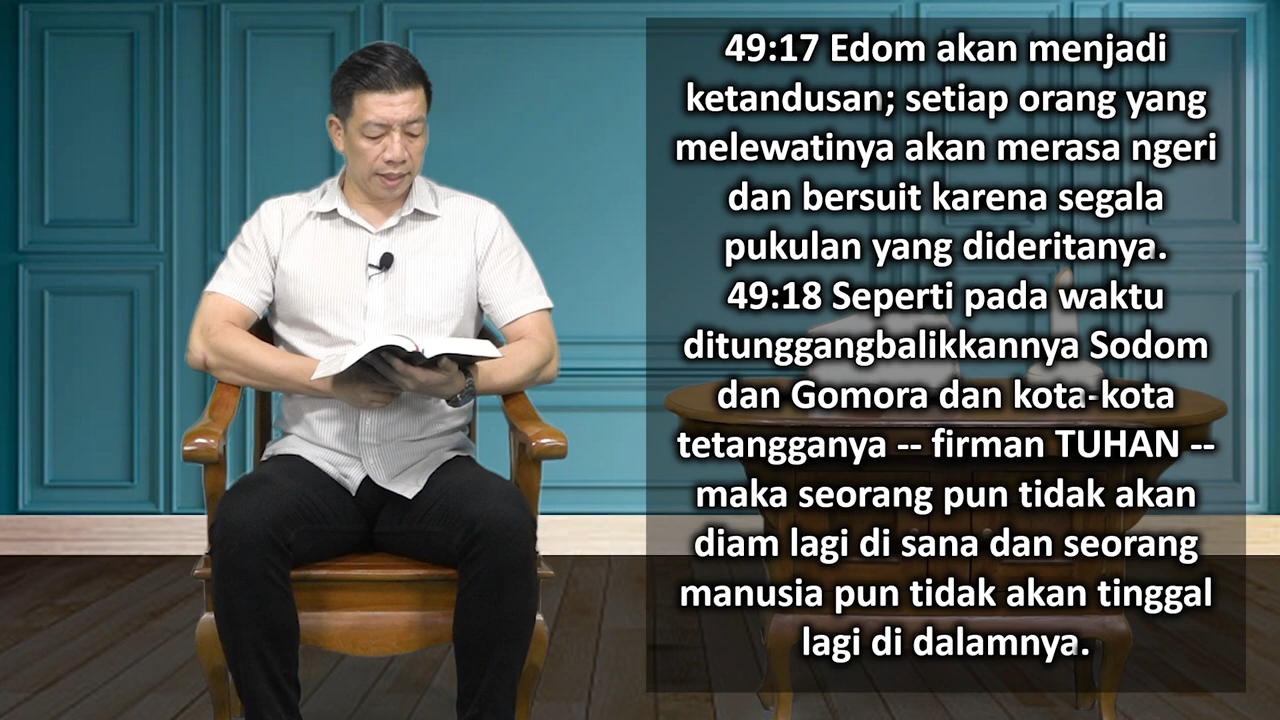 49:17 Edom akan menjadi
ketandusan; setiap orang yang
melewatinya akan merasa ngeri
dan bersuit karena segala
pukulan yang dideritanya.
49:18 Seperti pada waktu
ditunggangbalikkannya Sodom
dan Gomora dan kota-kota
tetangganya -- firman TUHAN --
maka seorang pun tidak akan
diam lagi di sana dan seorang
manusia pun tidak akan tinggal
lagi di dalamnya.